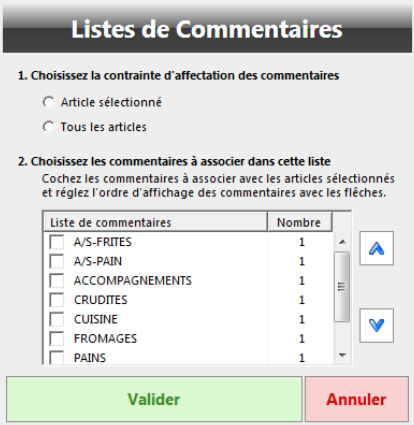 Listes de Commentaires
1. Choisissez la contrainte d'affectation des commentaires
Article sélectionné
Tous les articles
2. Choisissez les commentaires à associer dans cette liste
Cochez les commentaires à associer avec les articles sélectionnés
et réglez l'ordre d'affichage des commentaires avec les flêches.
Liste de commentaires Nombre
A/S-FRITES 1
A/S-PAIN 1
ACCOMPAGNEMENTS 1
CRUDITES 1
CUISINE 1
FROMAGES 1
PAINS 1
Valider Annuler